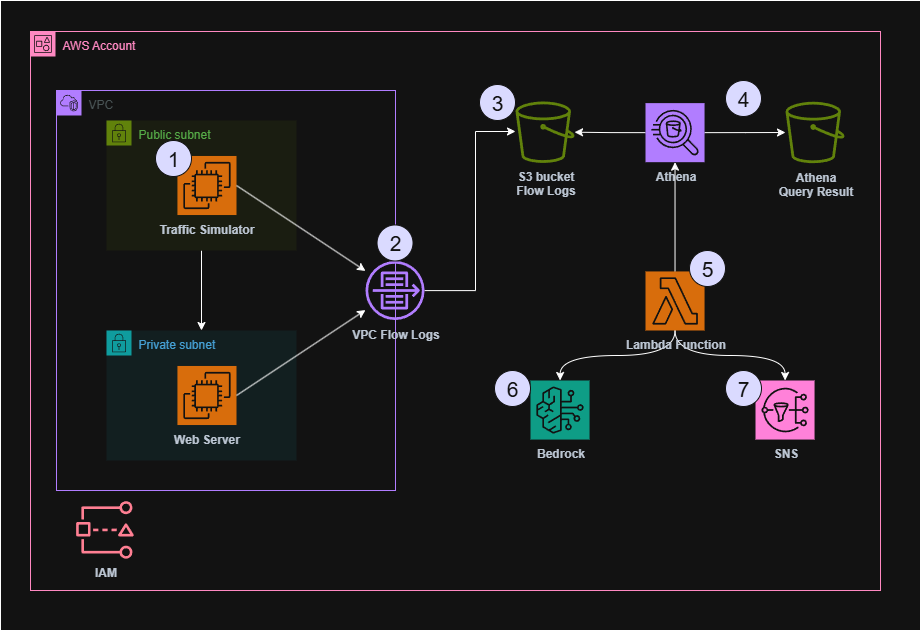 AWS Account
VPC
Public subnet
1
Traffic Simulator
2
VPC Flow Logs
Private subnet
Web Server
IAM
3
S3 bucket
Flow Logs
4
Athena
Athena
Query Result
5
Lambda Function
6
Bedrock
7
SNS